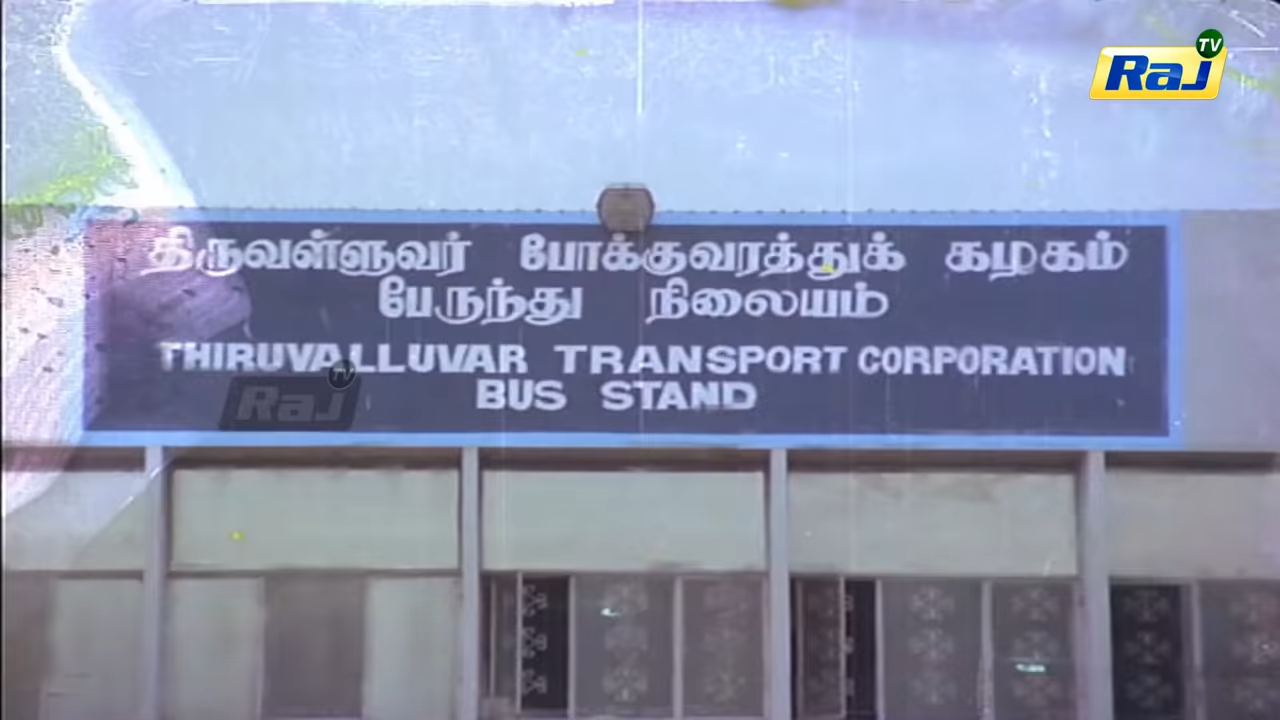 Raj TV
திருவள்ளுவர் போக்குவரத்துக் கழகம்
பேருந்து நிலையம்
THIRUVALLUVAR TRANSPORT CORPORATION
BUS STAND
Raj TV